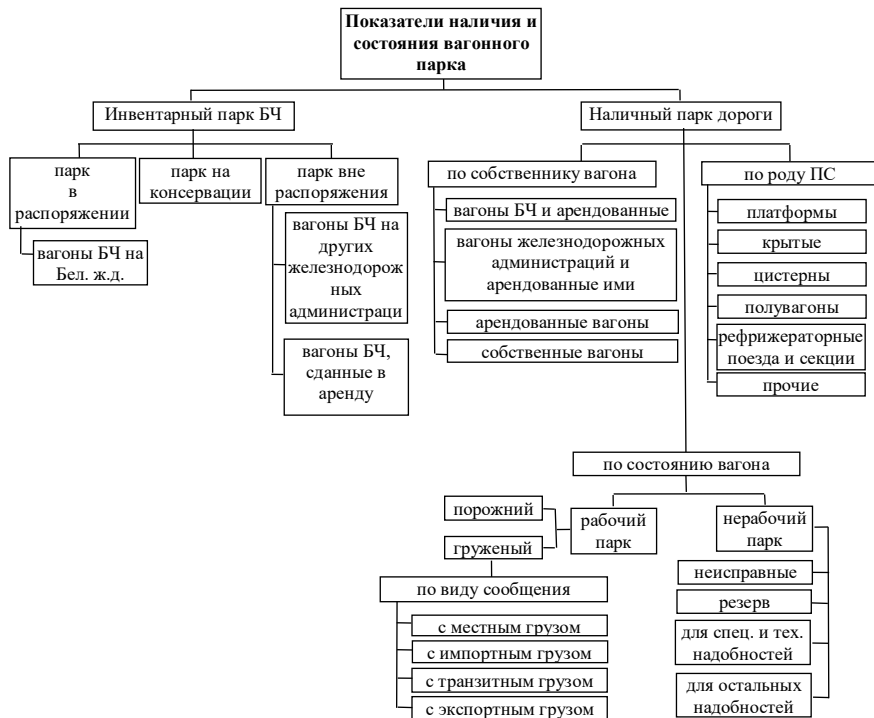 Показатели наличия и
состояния вагонного
парка
Инвентарный парк БЧ
Наличный парк дороги
парк
в
распоряжении
парк на
консервации
парк вне
распоряжения
по собственнику вагона
по роду ПС
вагоны БЧ на
Бел. ж.д.
вагоны БЧ на
других
железнодорож
ных
администраци
вагоны БЧ,
сданные в
аренду
вагоны БЧ и арендованные
вагоны железнодорожных
администраций и
арендованные ими
арендованные вагоны
собственные вагоны
платформы
крытые
цистерны
полувагоны
рефрижераторные
поезда и секции
прочие
по состоянию вагона
порожний
груженый
рабочий
парк
нерабочий
парк
по виду сообщения
с местным грузом
с импортным грузом
с транзитным грузом
с экспортным грузом
неисправные
резерв
для спец. и тех.
надобностей
для остальных
надобностей